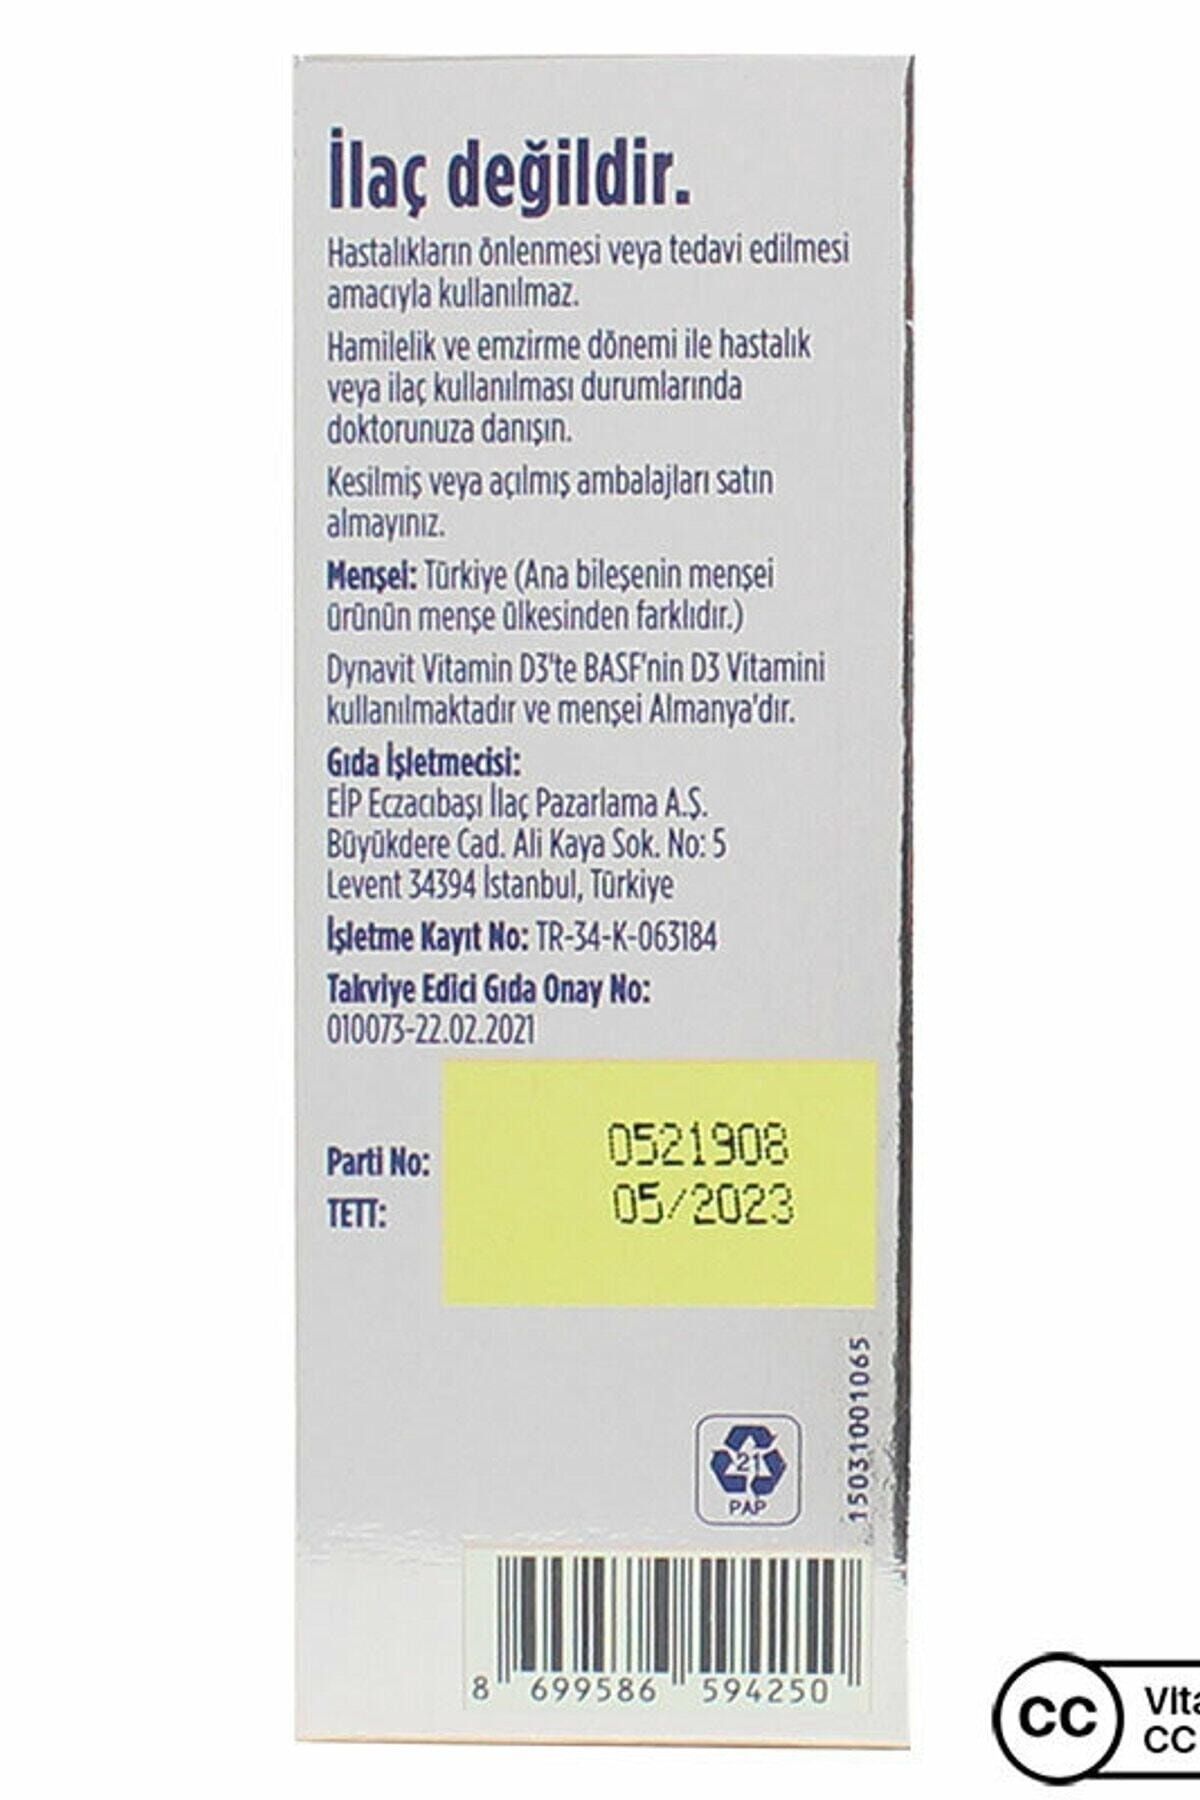 İlaç değildir.
Hastalıkların önlenmesi veya tedavi edilmesi
amacıyla kullanılmaz.
Hamilelik ve emzirme dönemi ile hastalık
veya ilaç kullanılması durumlarında
doktorunuza danışın.
Kesilmiş veya açılmış ambalajları satın
almayınız.
Menşei: Türkiye (Ana bileşenin menşei
ürünün menşe ülkesinden farklıdır.)
Dynavit Vitamin D3'te BASF'nin D3 Vitamini
kullanılmaktadır ve menşei Almanya'dır.
Gıda İşletmecisi:
EİP Eczacıbaşı İlaç Pazarlama A.Ş.
Büyükdere Cad. Ali Kaya Sok. No: 5
Levent 34394 İstanbul, Türkiye
İşletme Kayıt No: TR-34-K-063184
Takviye Edici Gıda Onay No:
010073-22.02.2021
Parti No: 0521908
TETT: 05/2023
15031001065
21
PAP
8 699586 594250
CC
CC